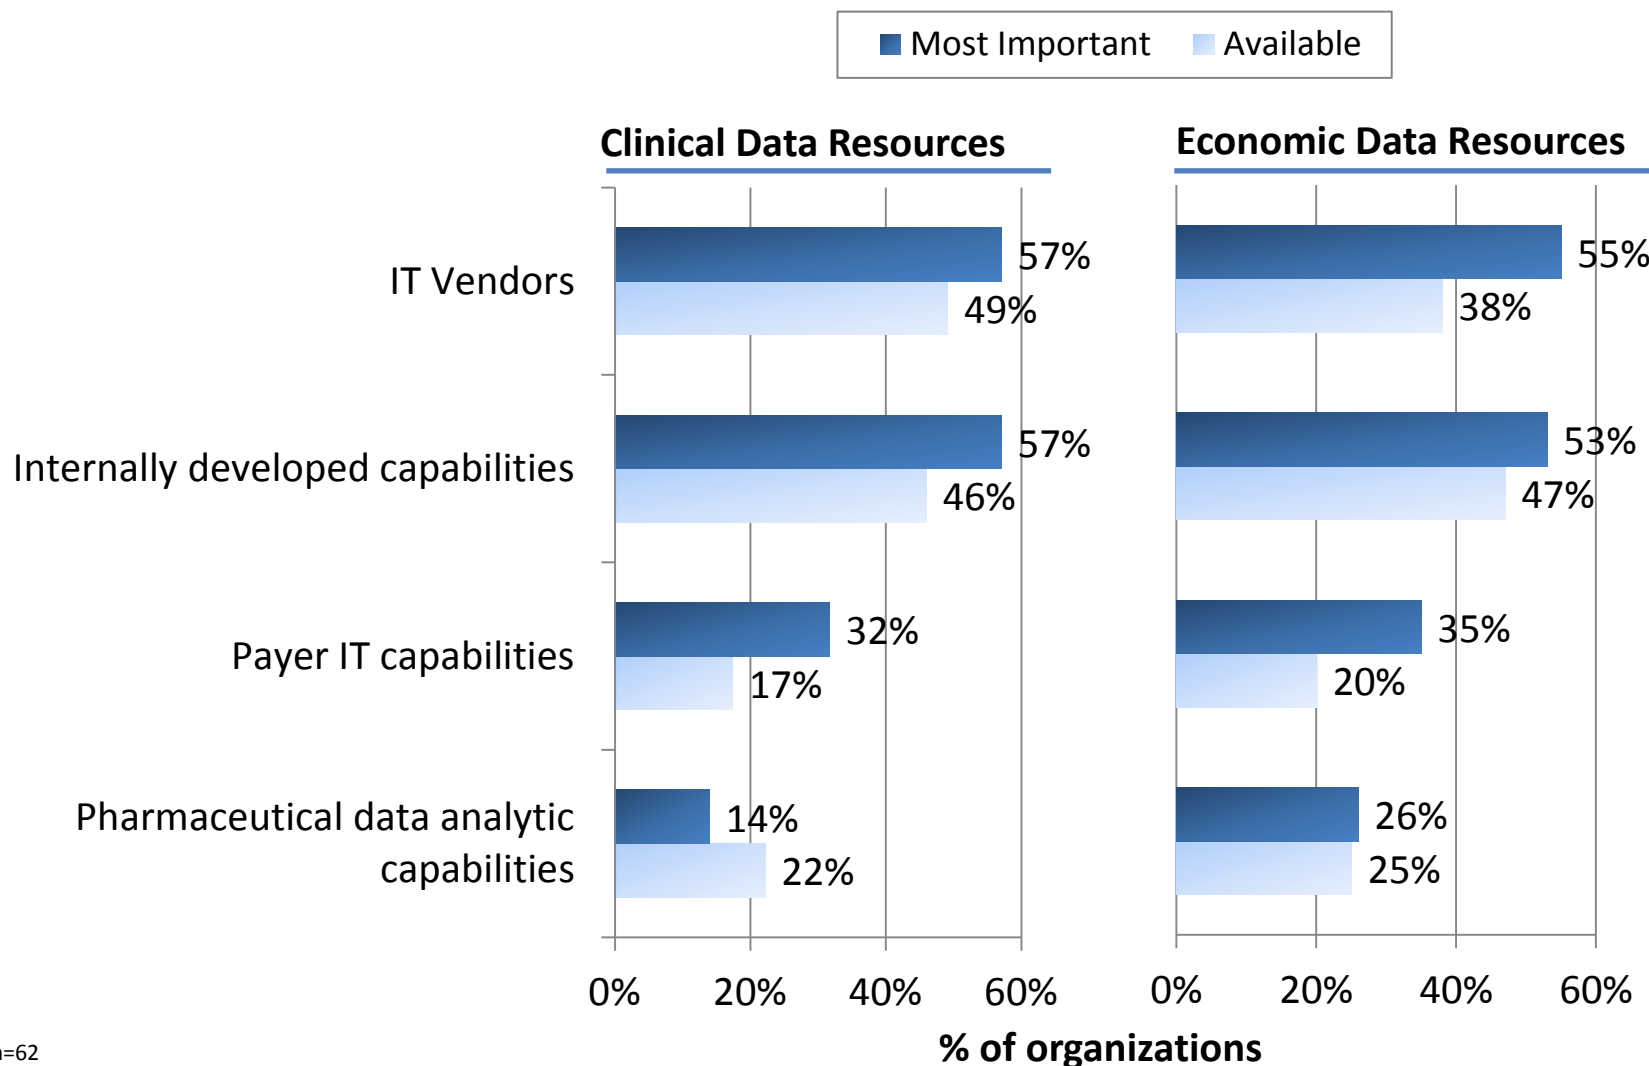 Most Important Available
Clinical Data Resources
Economic Data Resources
IT Vendors
57%
49%
55%
38%
Internally developed capabilities
57%
46%
53%
47%
Payer IT capabilities
32%
17%
35%
20%
Pharmaceutical data analytic
capabilities
14%
22%
26%
25%
0% 20% 40% 60%
0% 20% 40% 60%
% of organizations
n=62